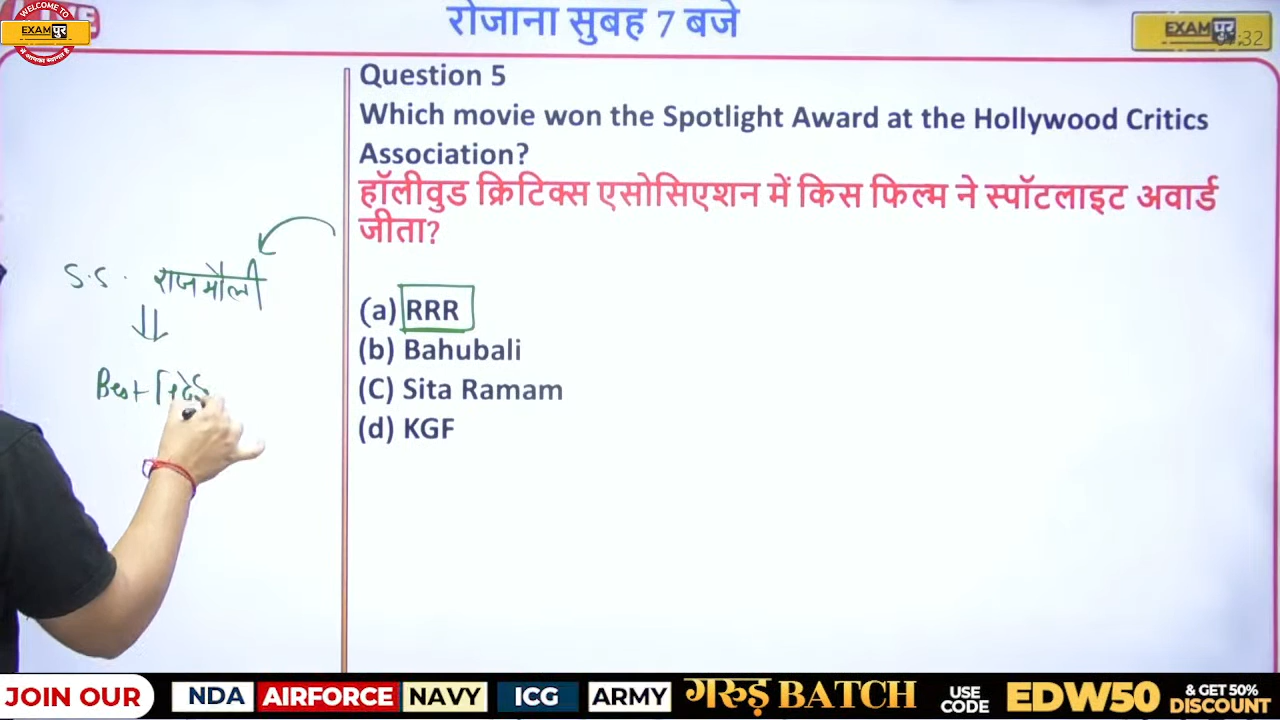 WELCOME TO
EXAMपुर
रोजाना सुबह 7 बजे
EXAMपुर
:32
Question 5
Which movie won the Spotlight Award at the Hollywood Critics
Association?
हॉलीवुड क्रिटिक्स एसोसिएशन में किस फिल्म ने स्पॉटलाइट अवार्ड
जीता?
(a) RRR
(b) Bahubali
(C) Sita Ramam
(d) KGF
S.S. राजमौली
Best
JOIN OUR
NDA AIRFORCE NAVY ICG ARMY
गरुड़ BATCH
USE
CODE
EDW50
& GET 50%
DISCOUNT